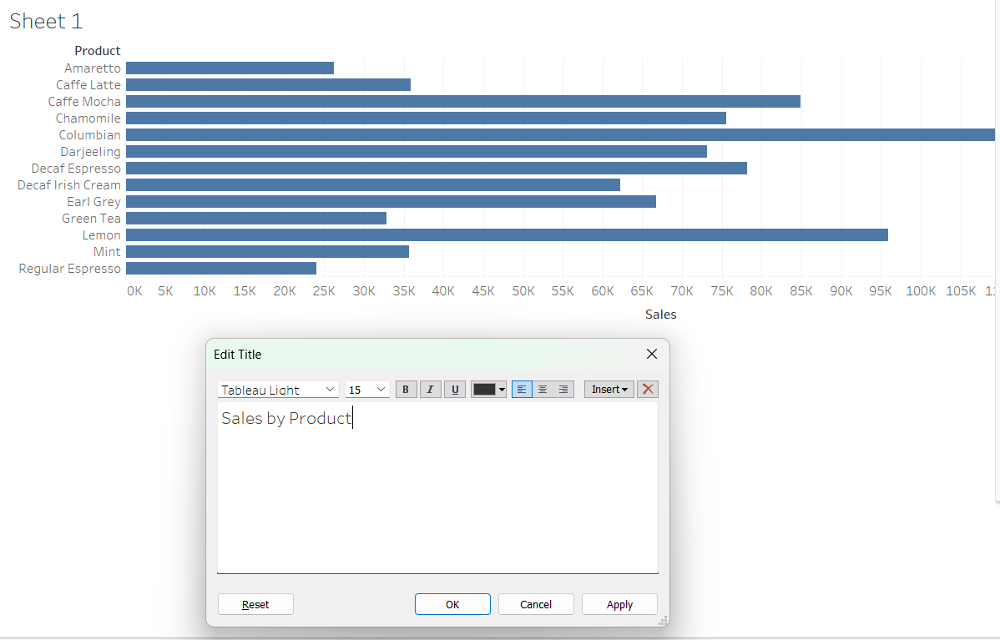 Sheet 1
Product
Amaretto
Caffe Latte
Caffe Mocha
Chamomile
Columbian
Darjeeling
Decaf Espresso
Decaf Irish Cream
Earl Grey
Green Tea
Lemon
Mint
Regular Espresso
0K 5K 10K 15K 20K 25K 30K 35K 40K 45K 50K 55K 60K 65K 70K 75K 80K 85K 90K 95K 100K 105K
Sales
Edit Title
Tableau Light 15 B I U Insert
Sales by Product
Reset OK Cancel Apply